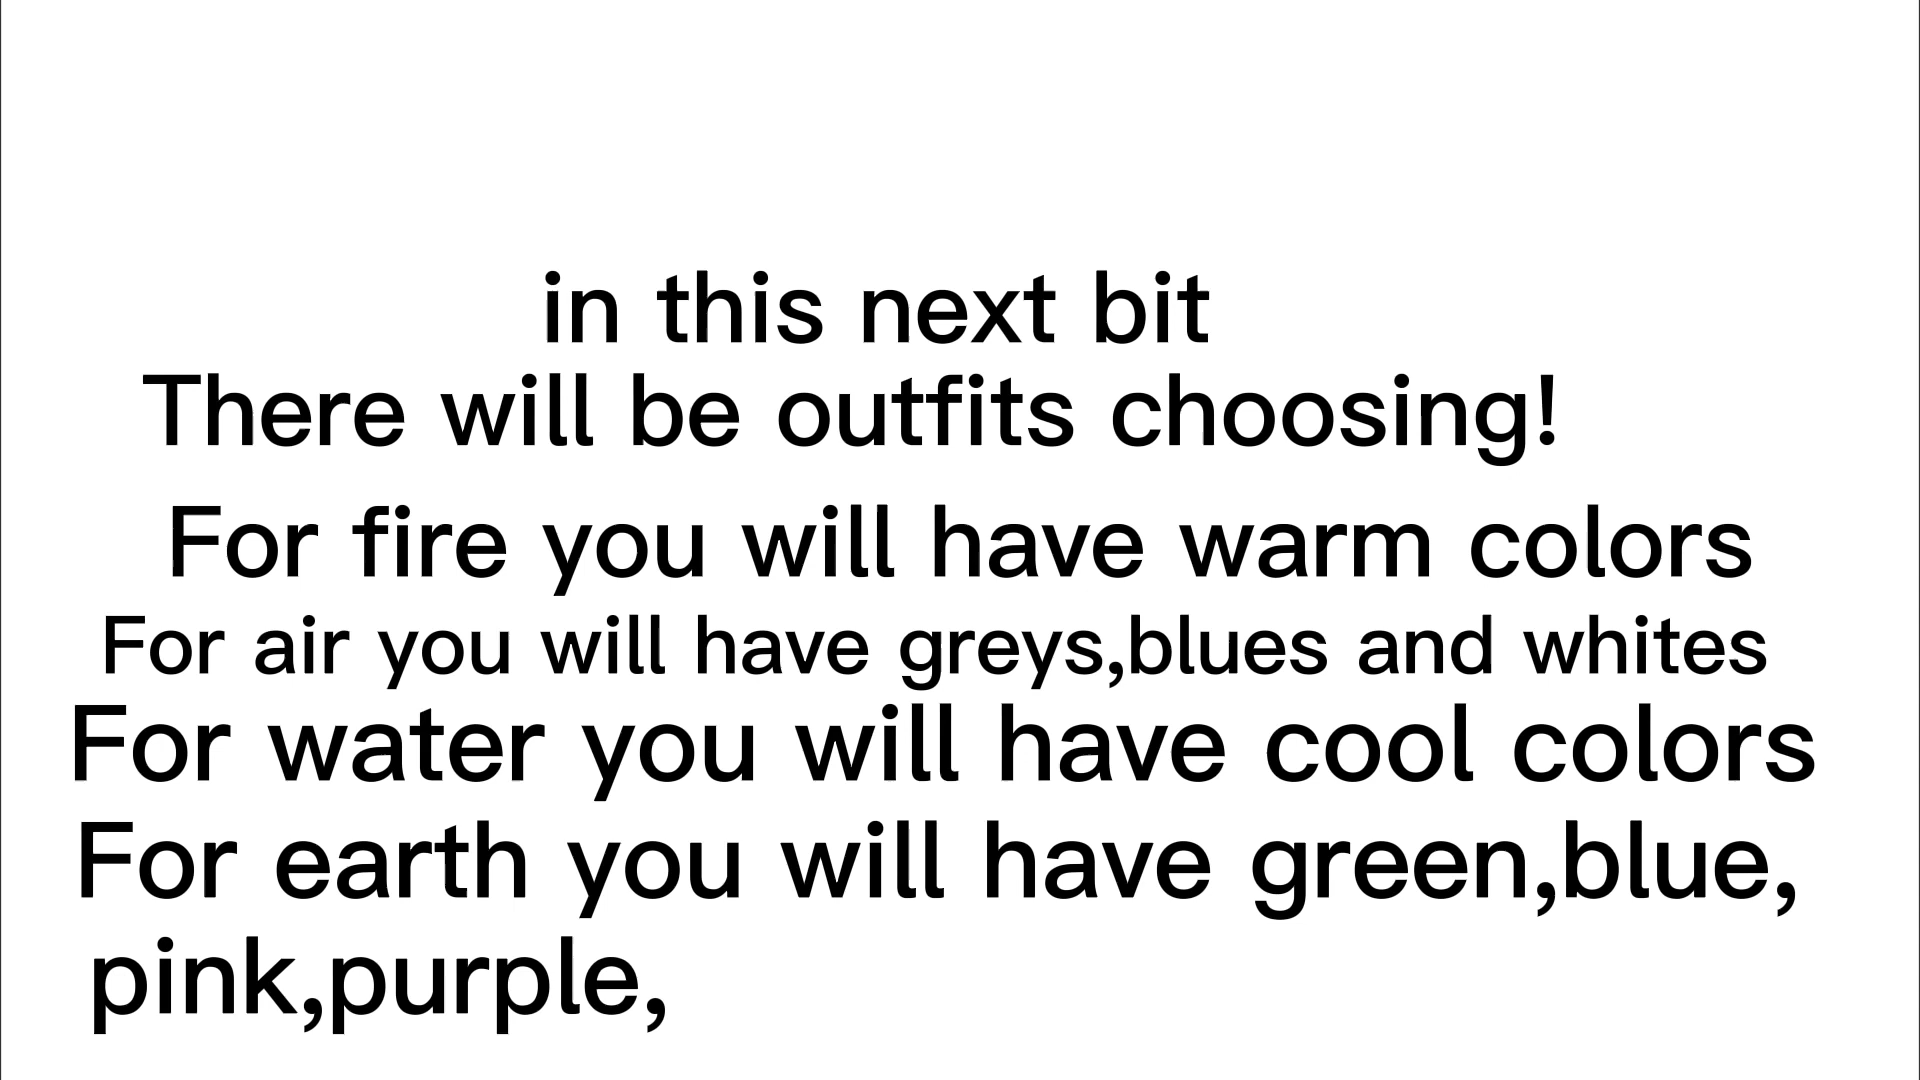 in this next bit
There will be outfits choosing!
For fire you will have warm colors
For air you will have greys,blues and whites
For water you will have cool colors
For earth you will have green,blue,
pink,purple,